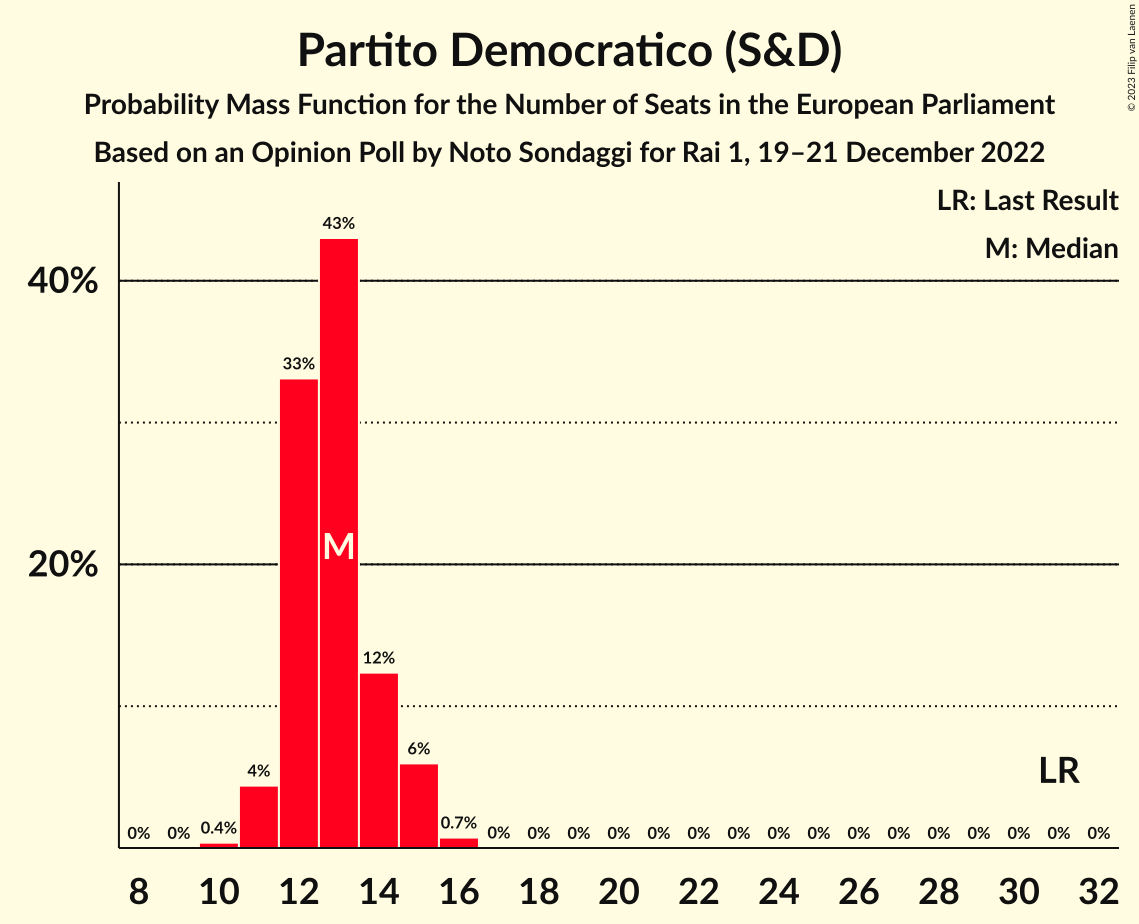 Partito Democratico (S&D)
Probability Mass Function for the Number of Seats in the European Parliament
Based on an Opinion Poll by Noto Sondaggi for Rai 1, 19–21 December 2022
© 2023 Filip van Laenen
LR: Last Result
M: Median
43%
40%
33%
M
20%
12%
6%
LR
4%
0% 0% 0.4% 0.7% 0% 0% 0% 0% 0% 0% 0% 0% 0% 0% 0% 0% 0% 0% 0% 0%
8 10 12 14 16 18 20 22 24 26 28 30 32